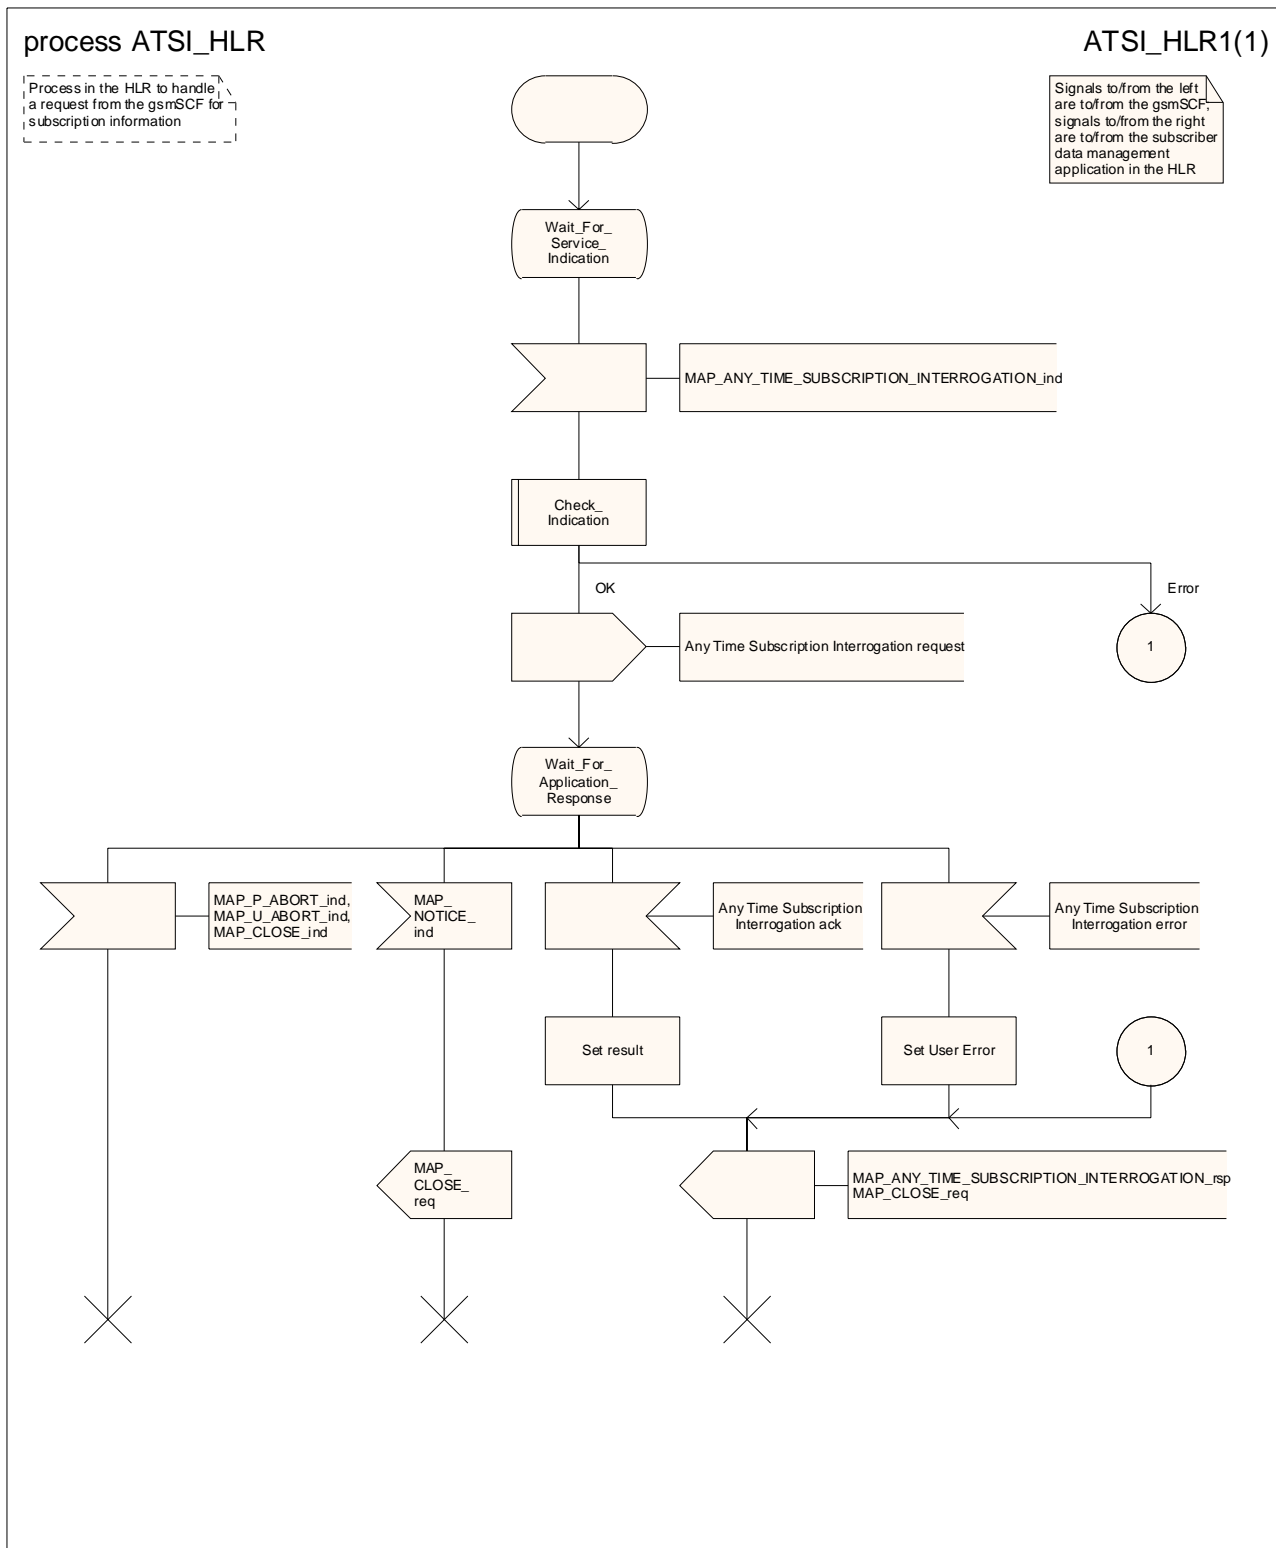 process ATSI_HLR
ATSI_HLR1(1)
Process in the HLR to handle
a request from the gsmSCF for
subscription information
Signals to/from the left
are to/from the gsmSCF;
signals to/from the right
are to/from the subscriber
data management
application in the HLR
Wait_For_
Service_
Indication
MAP_ANY_TIME_SUBSCRIPTION_INTERROGATION_ind
Check_
Indication
OK
Error
Any Time Subscription Interrogation request
1
Wait_For_
Application_
Response
MAP_P_ABORT_ind,
MAP_U_ABORT_ind,
MAP_CLOSE_ind
MAP_
NOTICE_
ind
Any Time Subscription
Interrogation ack
Any Time Subscription
Interrogation error
Set result
Set User Error
1
MAP_
CLOSE_
req
MAP_ANY_TIME_SUBSCRIPTION_INTERROGATION_rsp
MAP_CLOSE_req